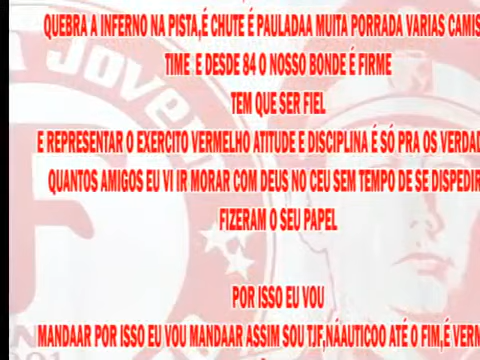 QUEBRA A INFERNO NA PISTA,É CHUTE É PAULADAA MUITA PORRADA VARIAS CAMIS
TIME E DESDE 84 O NOSSO BONDE É FIRME
TEM QUE SER FIEL
E REPRESENTAR O EXERCITO VERMELHO ATITUDE E DISCIPLINA É SÓ PRA OS VERDAD
QUANTOS AMIGOS EU VI IR MORAR COM DEUS NO CEU SEM TEMPO DE SE DISPEDIR
FIZERAM O SEU PAPEL
POR ISSO EU VOU
MANDAAR POR ISSO EU VOU MANDAAR ASSIM SOU TJF,NÁAUTICOO ATÉ O FIM,É VERM
Jovem